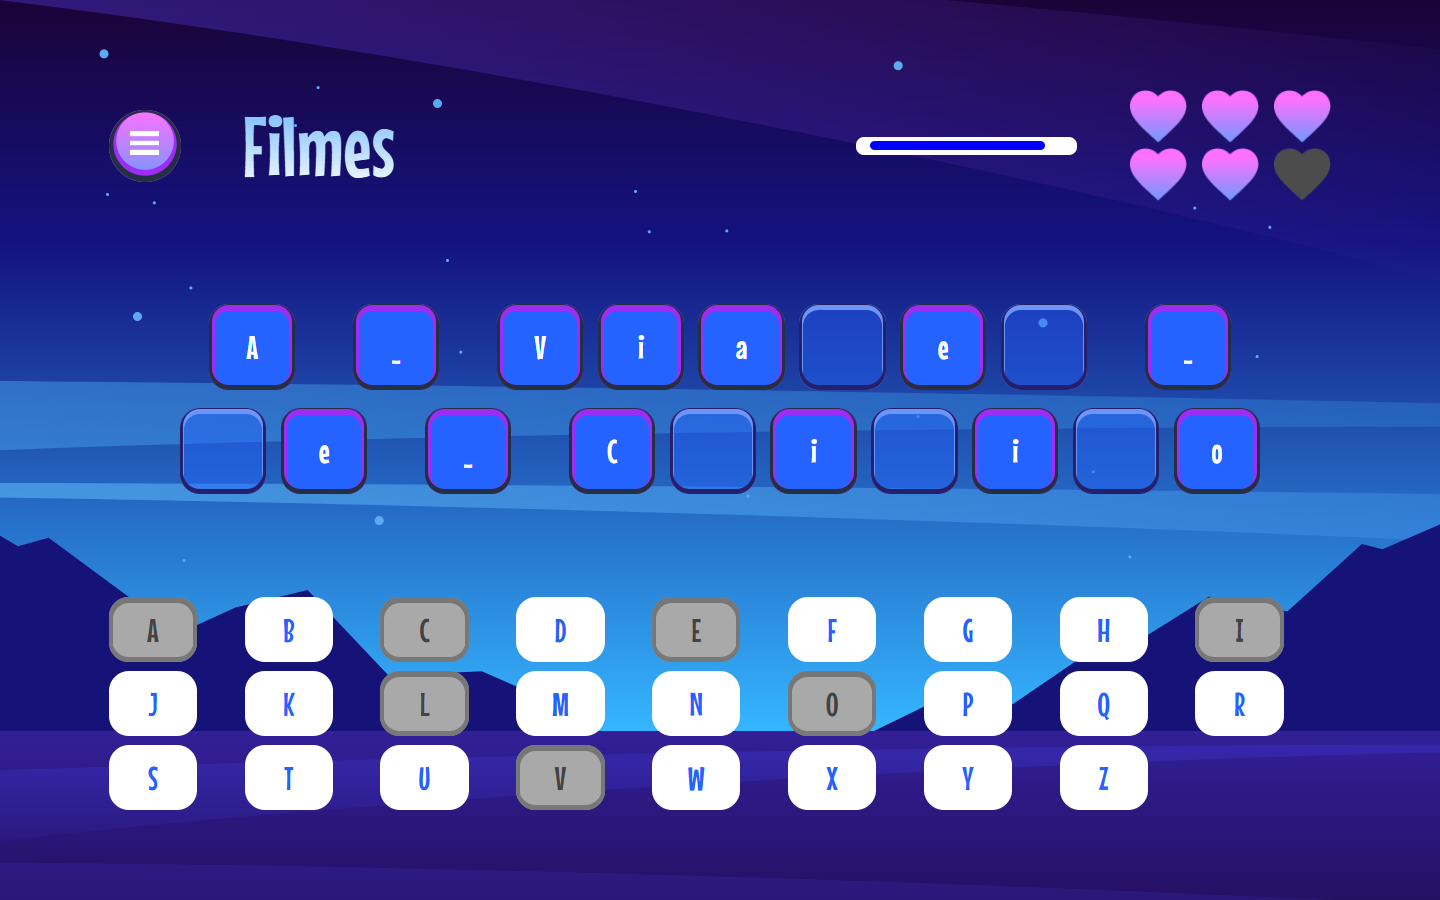 Filmes
A _ V i a e _
e _ C i i o
A B C D E F G H I
J K L M N O P Q R
S T U V W X Y Z